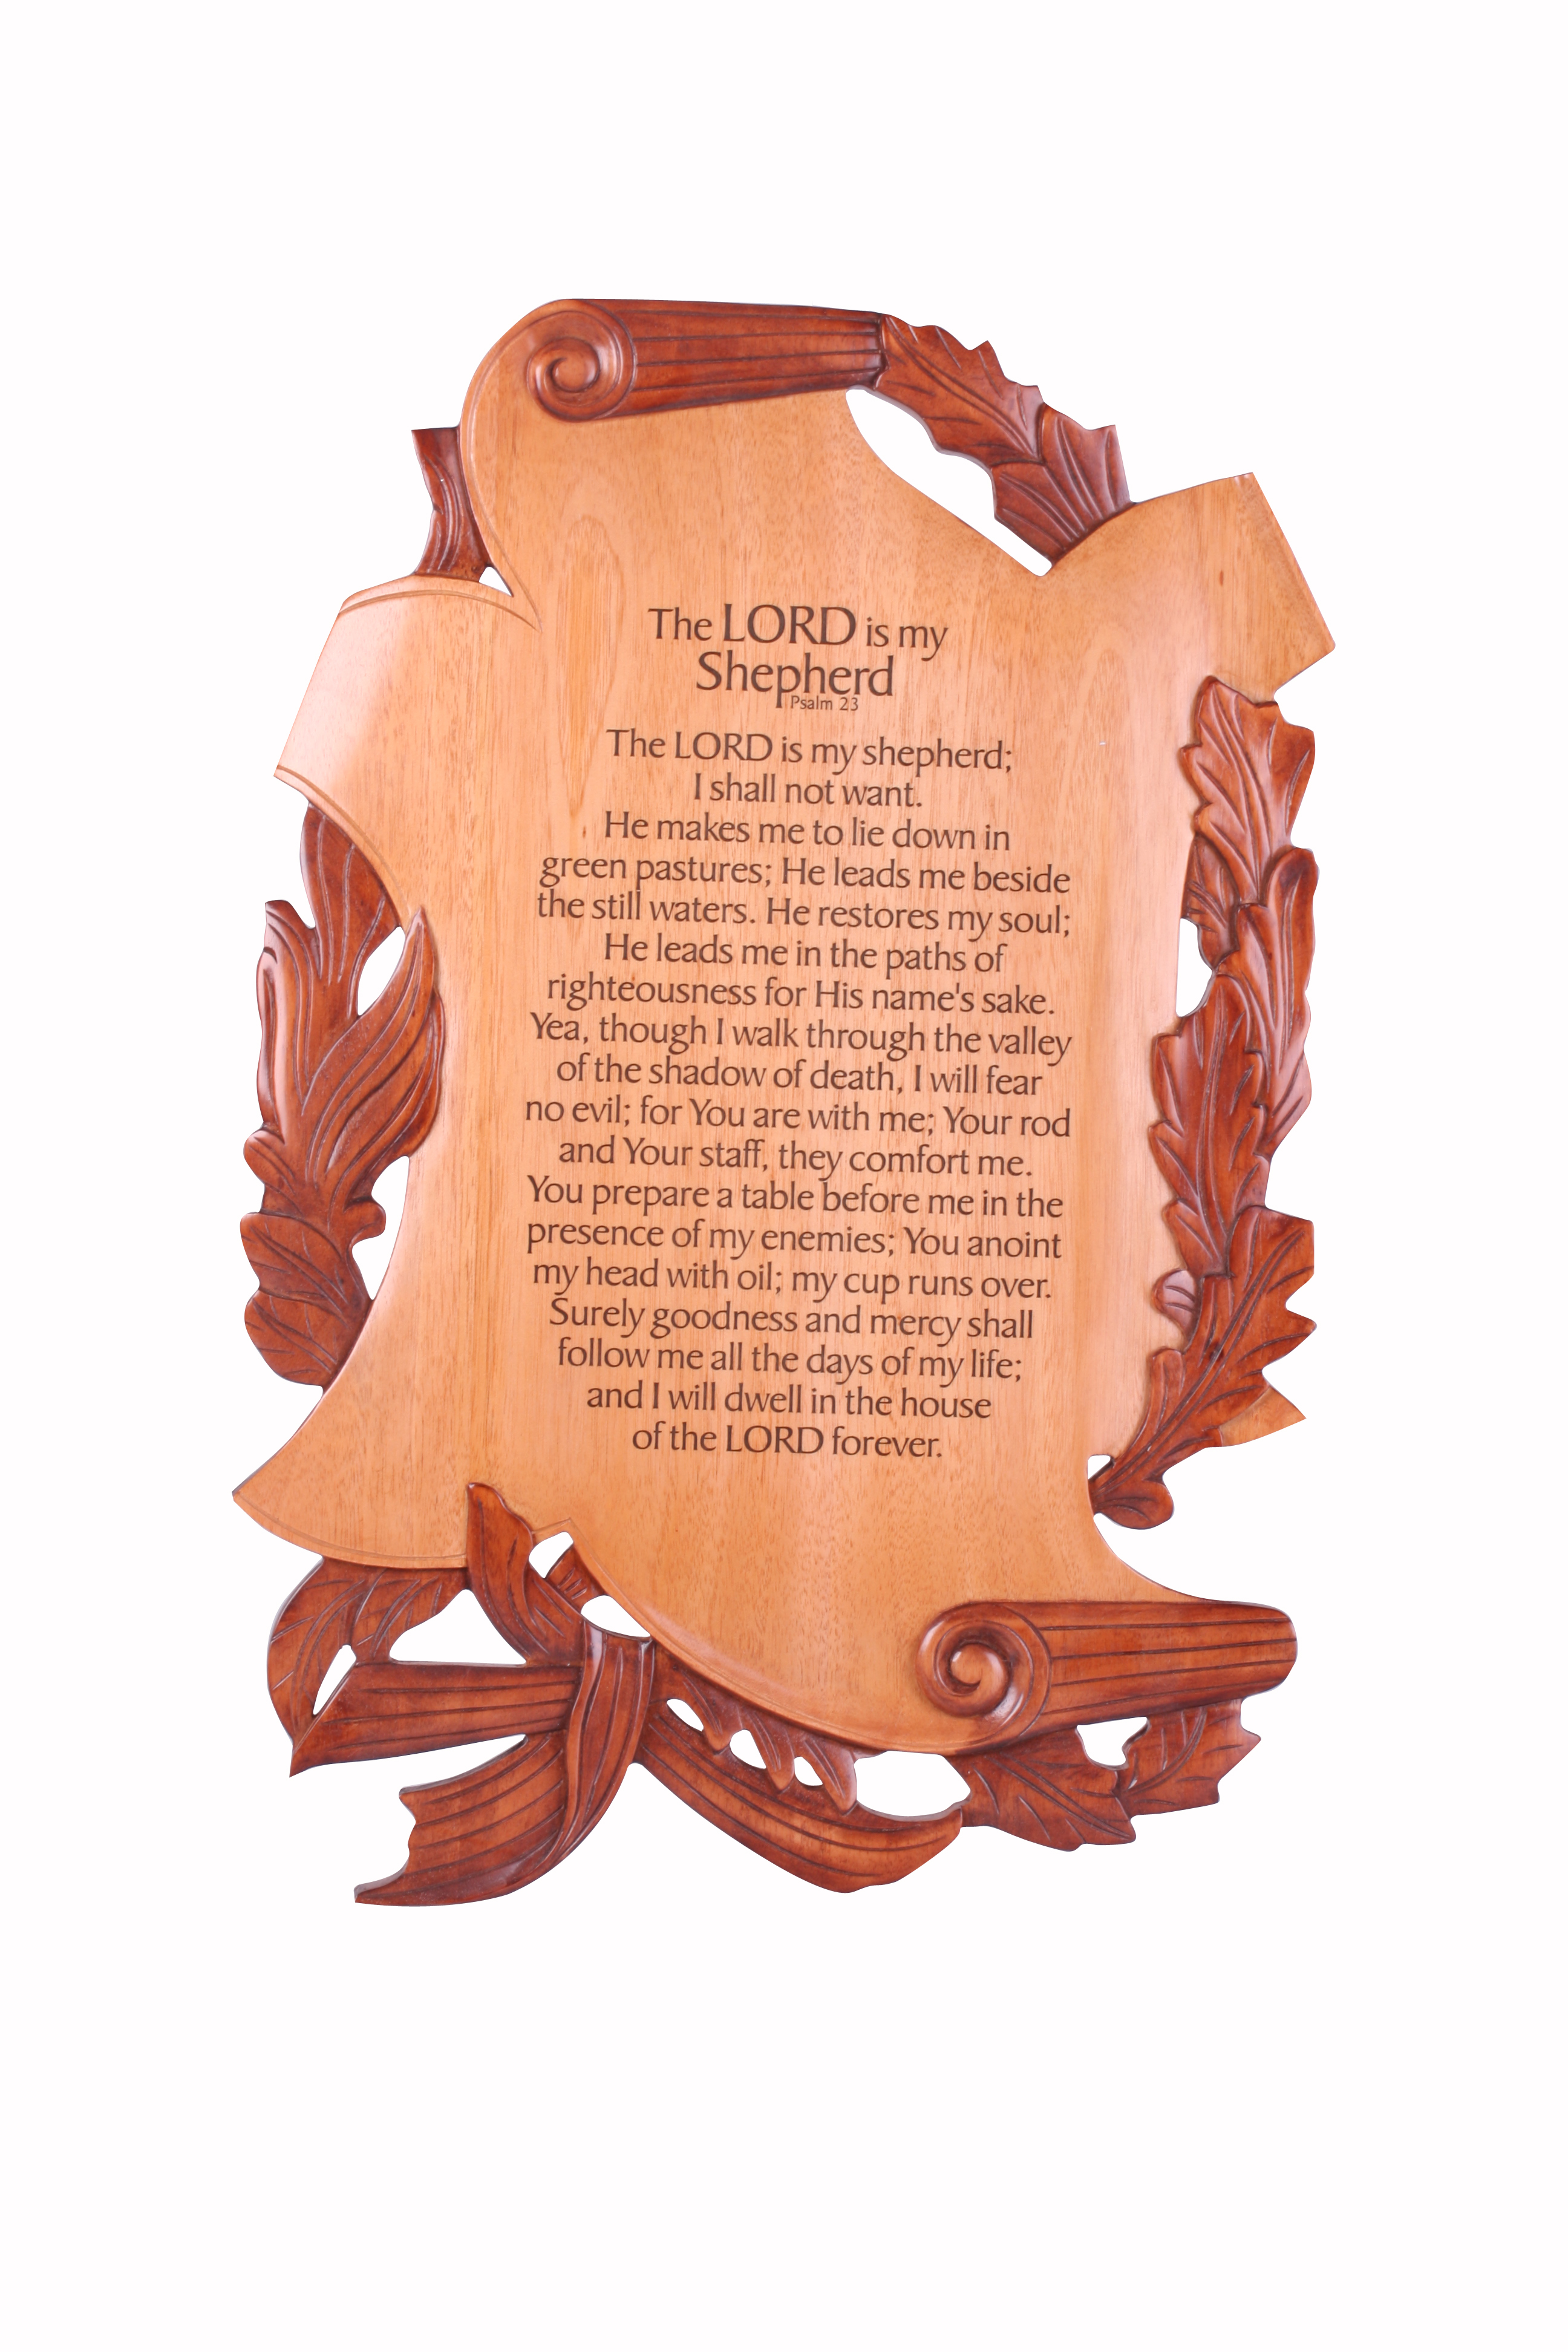 The LORD is my
Shepherd
Psalm 23
The LORD is my shepherd;
I shall not want.
He makes me to lie down in
green pastures; He leads me beside
the still waters. He restores my soul;
He leads me in the paths of
righteousness for His name's sake.
Yea, though I walk through the valley
of the shadow of death, I will fear
no evil; for You are with me; Your rod
and Your staff, they comfort me.
You prepare a table before me in the
presence of my enemies; You anoint
my head with oil; my cup runs over.
Surely goodness and mercy shall
follow me all the days of my life;
and I will dwell in the house
of the LORD forever.